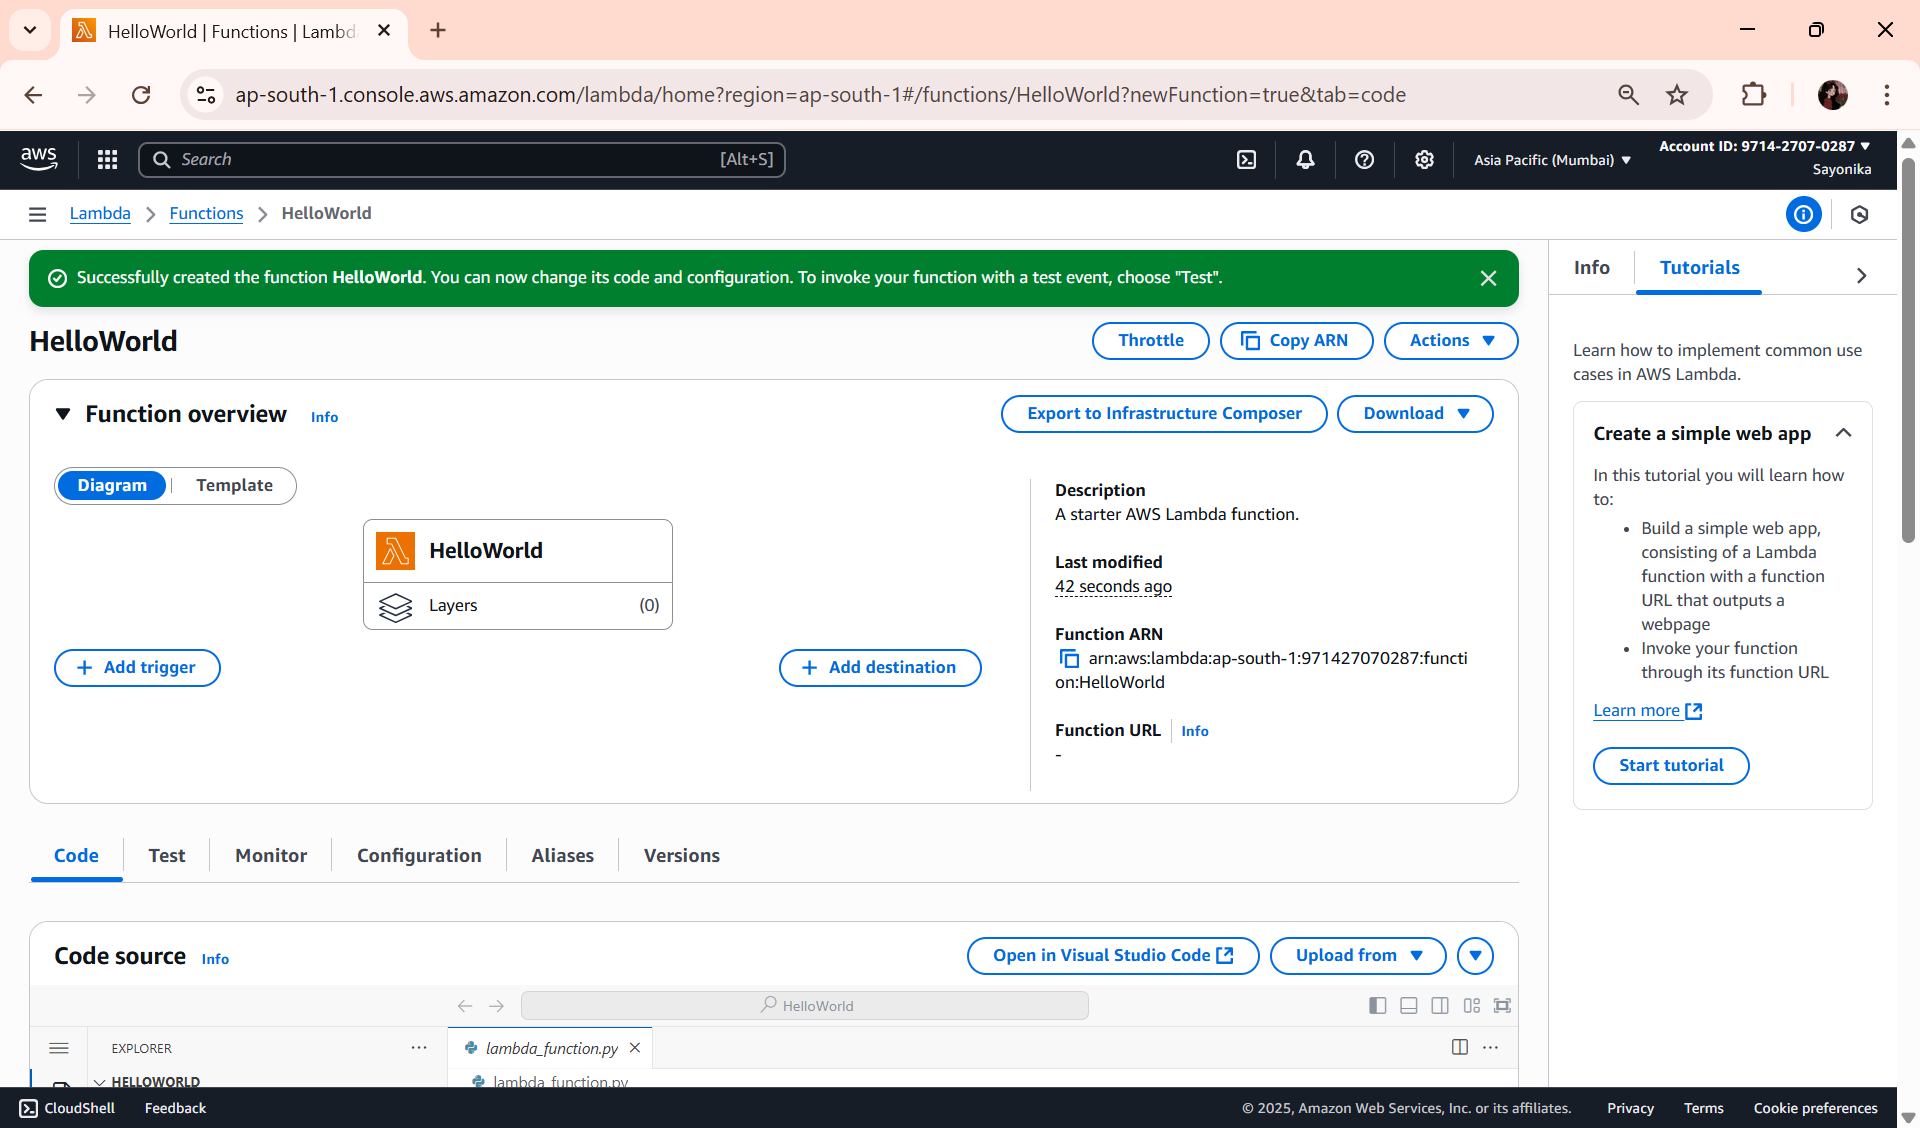 HelloWorld | Functions | Lambd
ap-south-1.console.aws.amazon.com/lambda/home?region=ap-south-1#/functions/HelloWorld?newFunction=true&tab=code
aws
Search
[Alt+S]
Asia Pacific (Mumbai) ▼
Account ID: 9714-2707-0287 ▼
Sayonika
Lambda > Functions > HelloWorld
Successfully created the function HelloWorld. You can now change its code and configuration. To invoke your function with a test event, choose "Test".
HelloWorld
Throttle
Copy ARN
Actions ▼
Function overview Info
Export to Infrastructure Composer
Download ▼
Diagram | Template
HelloWorld
Layers (0)
+ Add trigger
+ Add destination
Description
A starter AWS Lambda function.
Last modified
42 seconds ago
Function ARN
arn:aws:lambda:ap-south-1:971427070287:functi
on:HelloWorld
Function URL | Info
-
Code
Test
Monitor
Configuration
Aliases
Versions
Code source Info
Open in Visual Studio Code
Upload from ▼
HelloWorld
EXPLORER
lambda_function.py
HELLOWORLD
lambda_function.py
Info
Tutorials
Learn how to implement common use
cases in AWS Lambda.
Create a simple web app
In this tutorial you will learn how
to:
• Build a simple web app,
consisting of a Lambda
function with a function
URL that outputs a
webpage
• Invoke your function
through its function URL
Learn more
Start tutorial
CloudShell
Feedback
© 2025, Amazon Web Services, Inc. or its affiliates.
Privacy
Terms
Cookie preferences